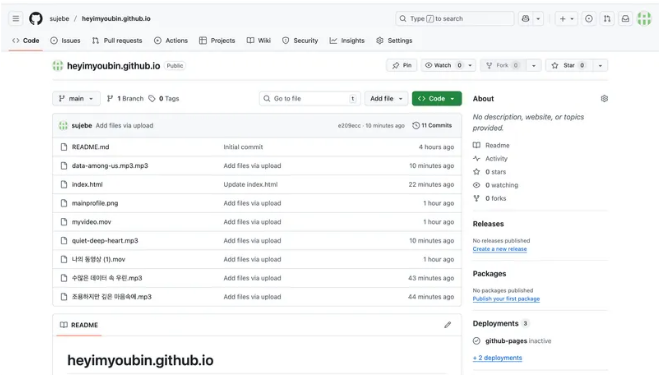 sujebe / heyimyoubin.github.io
Type / to search
Code Issues Pull requests Actions Projects Wiki Security Insights Settings
heyimyoubin.github.io Public
Pin Watch 0 Fork 0 Star 0
main 1 Branch 0 Tags Go to file t Add file Code
sujebe Add files via upload e209ecc · 10 minutes ago 11 Commits
README.md Initial commit 4 hours ago
data-among-us.mp3.mp3 Add files via upload 10 minutes ago
index.html Update index.html 22 minutes ago
mainprofile.png Add files via upload 1 hour ago
myvideo.mov Add files via upload 1 hour ago
quiet-deep-heart.mp3 Add files via upload 10 minutes ago
나의 동영상 (1).mov Add files via upload 1 hour ago
수많은 데이터 속 우린.mp3 Add files via upload 43 minutes ago
조용하지만 깊은 마음속에.mp3 Add files via upload 44 minutes ago
README
heyimyoubin.github.io
About
No description, website, or topics
provided.
Readme
Activity
0 stars
0 watching
0 forks
Releases
No releases published
Create a new release
Packages
No packages published
Publish your first package
Deployments 3
github-pages inactive
+ 2 deployments